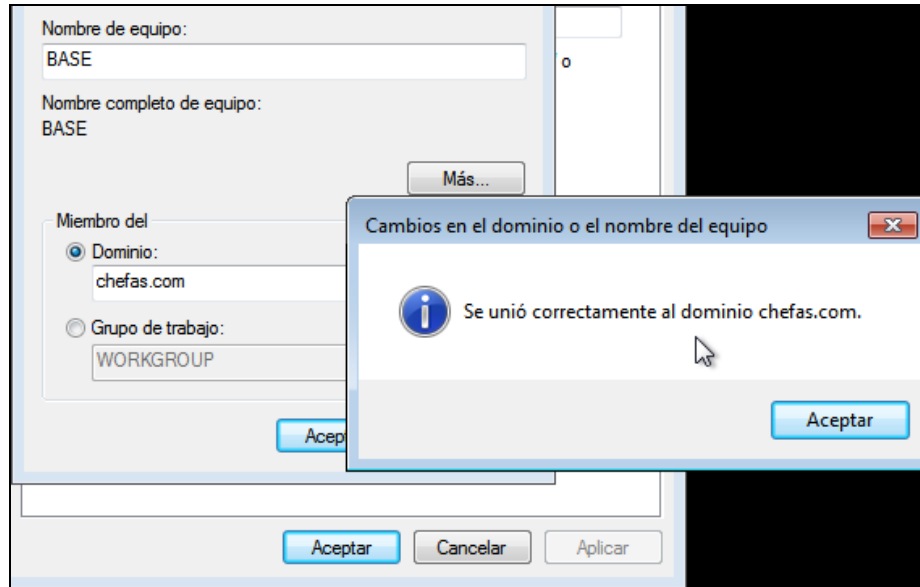 Nombre de equipo:
BASE
o
Nombre completo de equipo:
BASE
Más...
Miembro del
Dominio:
chefas.com
Grupo de trabajo:
WORKGROUP
Cambios en el dominio o el nombre del equipo
Se unió correctamente al dominio chefas.com.
Aceptar
Acep
Aceptar Cancelar Aplicar